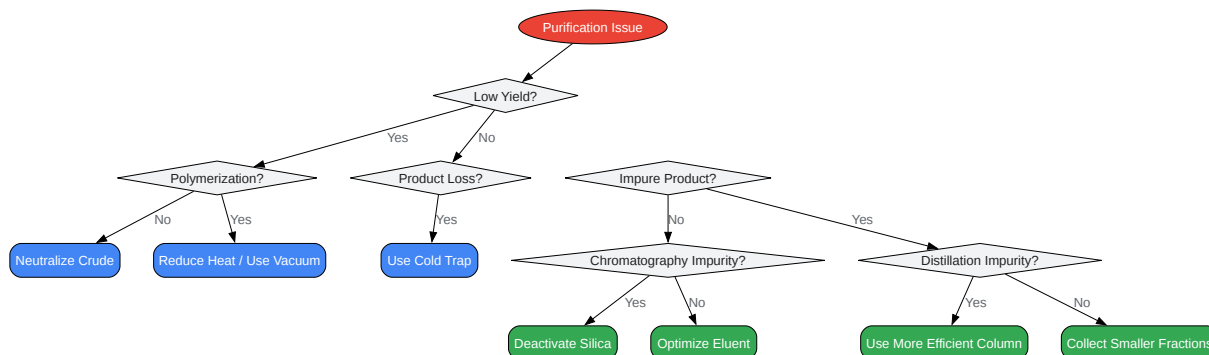 Purification Issue
Low Yield?
Yes
No
Polymerization?
Product Loss?
Impure Product?
No
Yes
Yes
No
Yes
Neutralize Crude
Reduce Heat / Use Vacuum
Use Cold Trap
Chromatography Impurity?
Distillation Impurity?
Yes
No
Yes
No
Deactivate Silica
Optimize Eluent
Use More Efficient Column
Collect Smaller Fractions